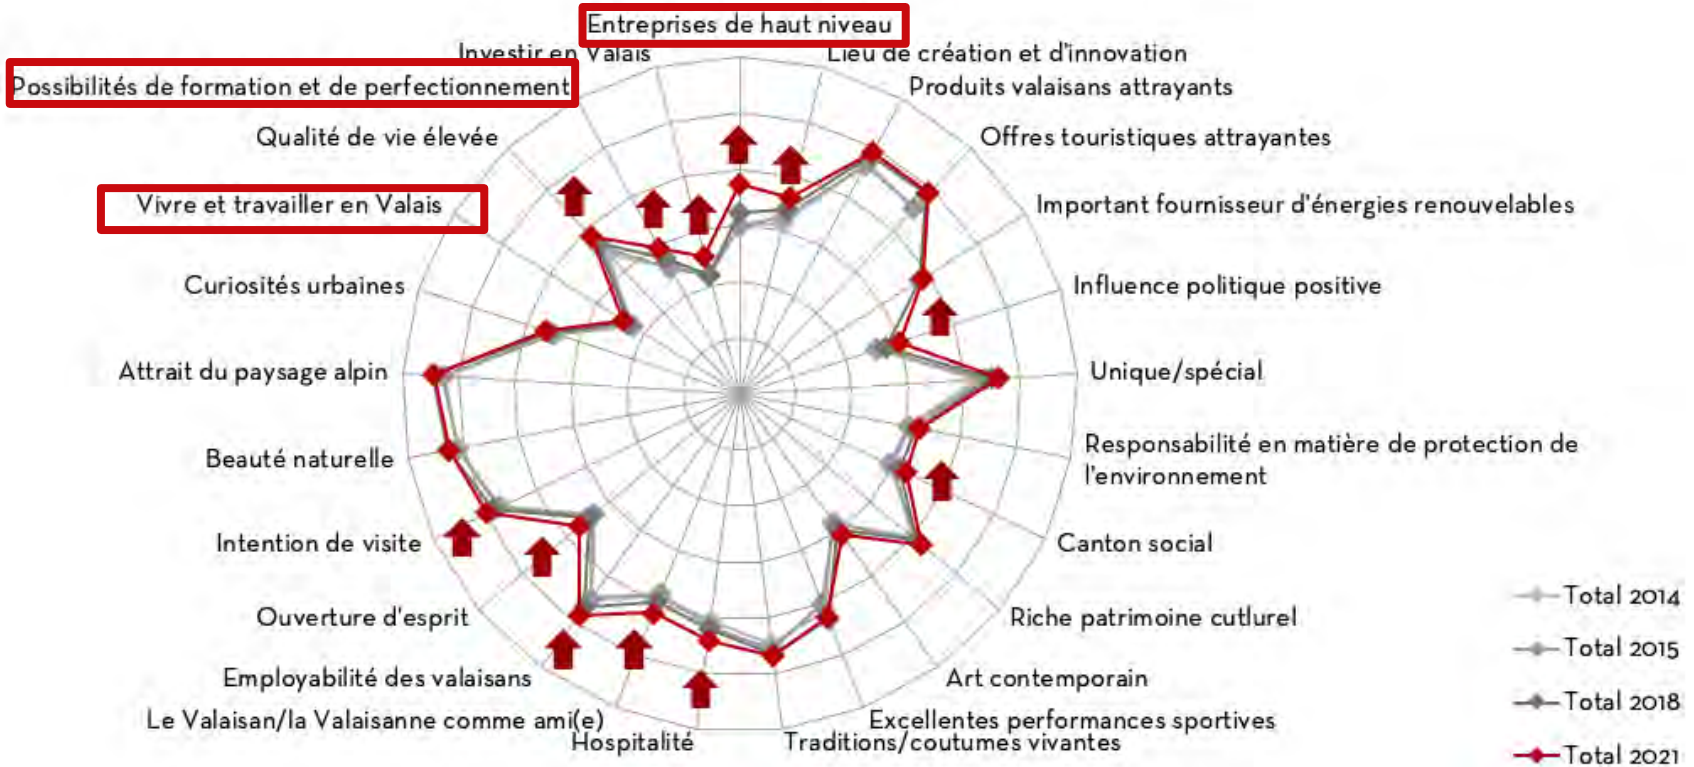 Entreprises de haut niveau
Investir en Valais
Lieu de création et d'innovation
Possibilités de formation et de perfectionnement
Produits valaisans attrayants
Qualité de vie élevée
Offres touristiques attrayantes
Vivre et travailler en Valais
Important fournisseur d'énergies renouvelables
Curiosités urbaines
Influence politique positive
Attrait du paysage alpin
Unique/spécial
Beauté naturelle
Responsabilité en matière de protection de
l'environnement
Intention de visite
Canton social
Ouverture d'esprit
Riche patrimoine cutlurel
Employabilité des valaisans
Art contemporain
Le Valaisan/la Valaisanne comme ami(e)
Excellentes performances sportives
Hospitalité
Traditions/coutumes vivantes
Total 2014
Total 2015
Total 2018
Total 2021